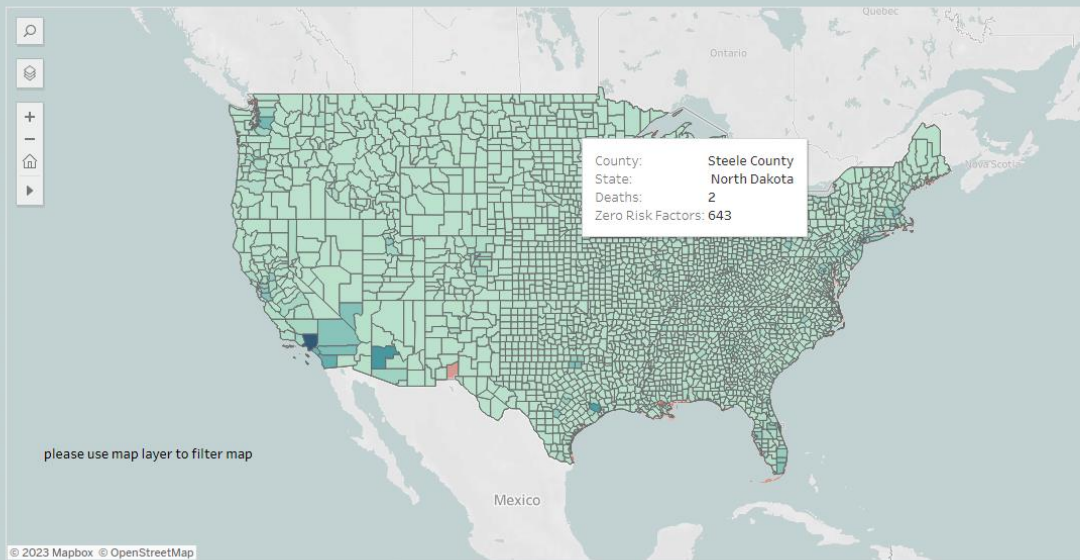 Quebec
Ontario
County: Steele County
State: North Dakota
Deaths: 2
Zero Risk Factors: 643
Nova Scotia
please use map layer to filter map
Mexico
© 2023 Mapbox © OpenStreetMap